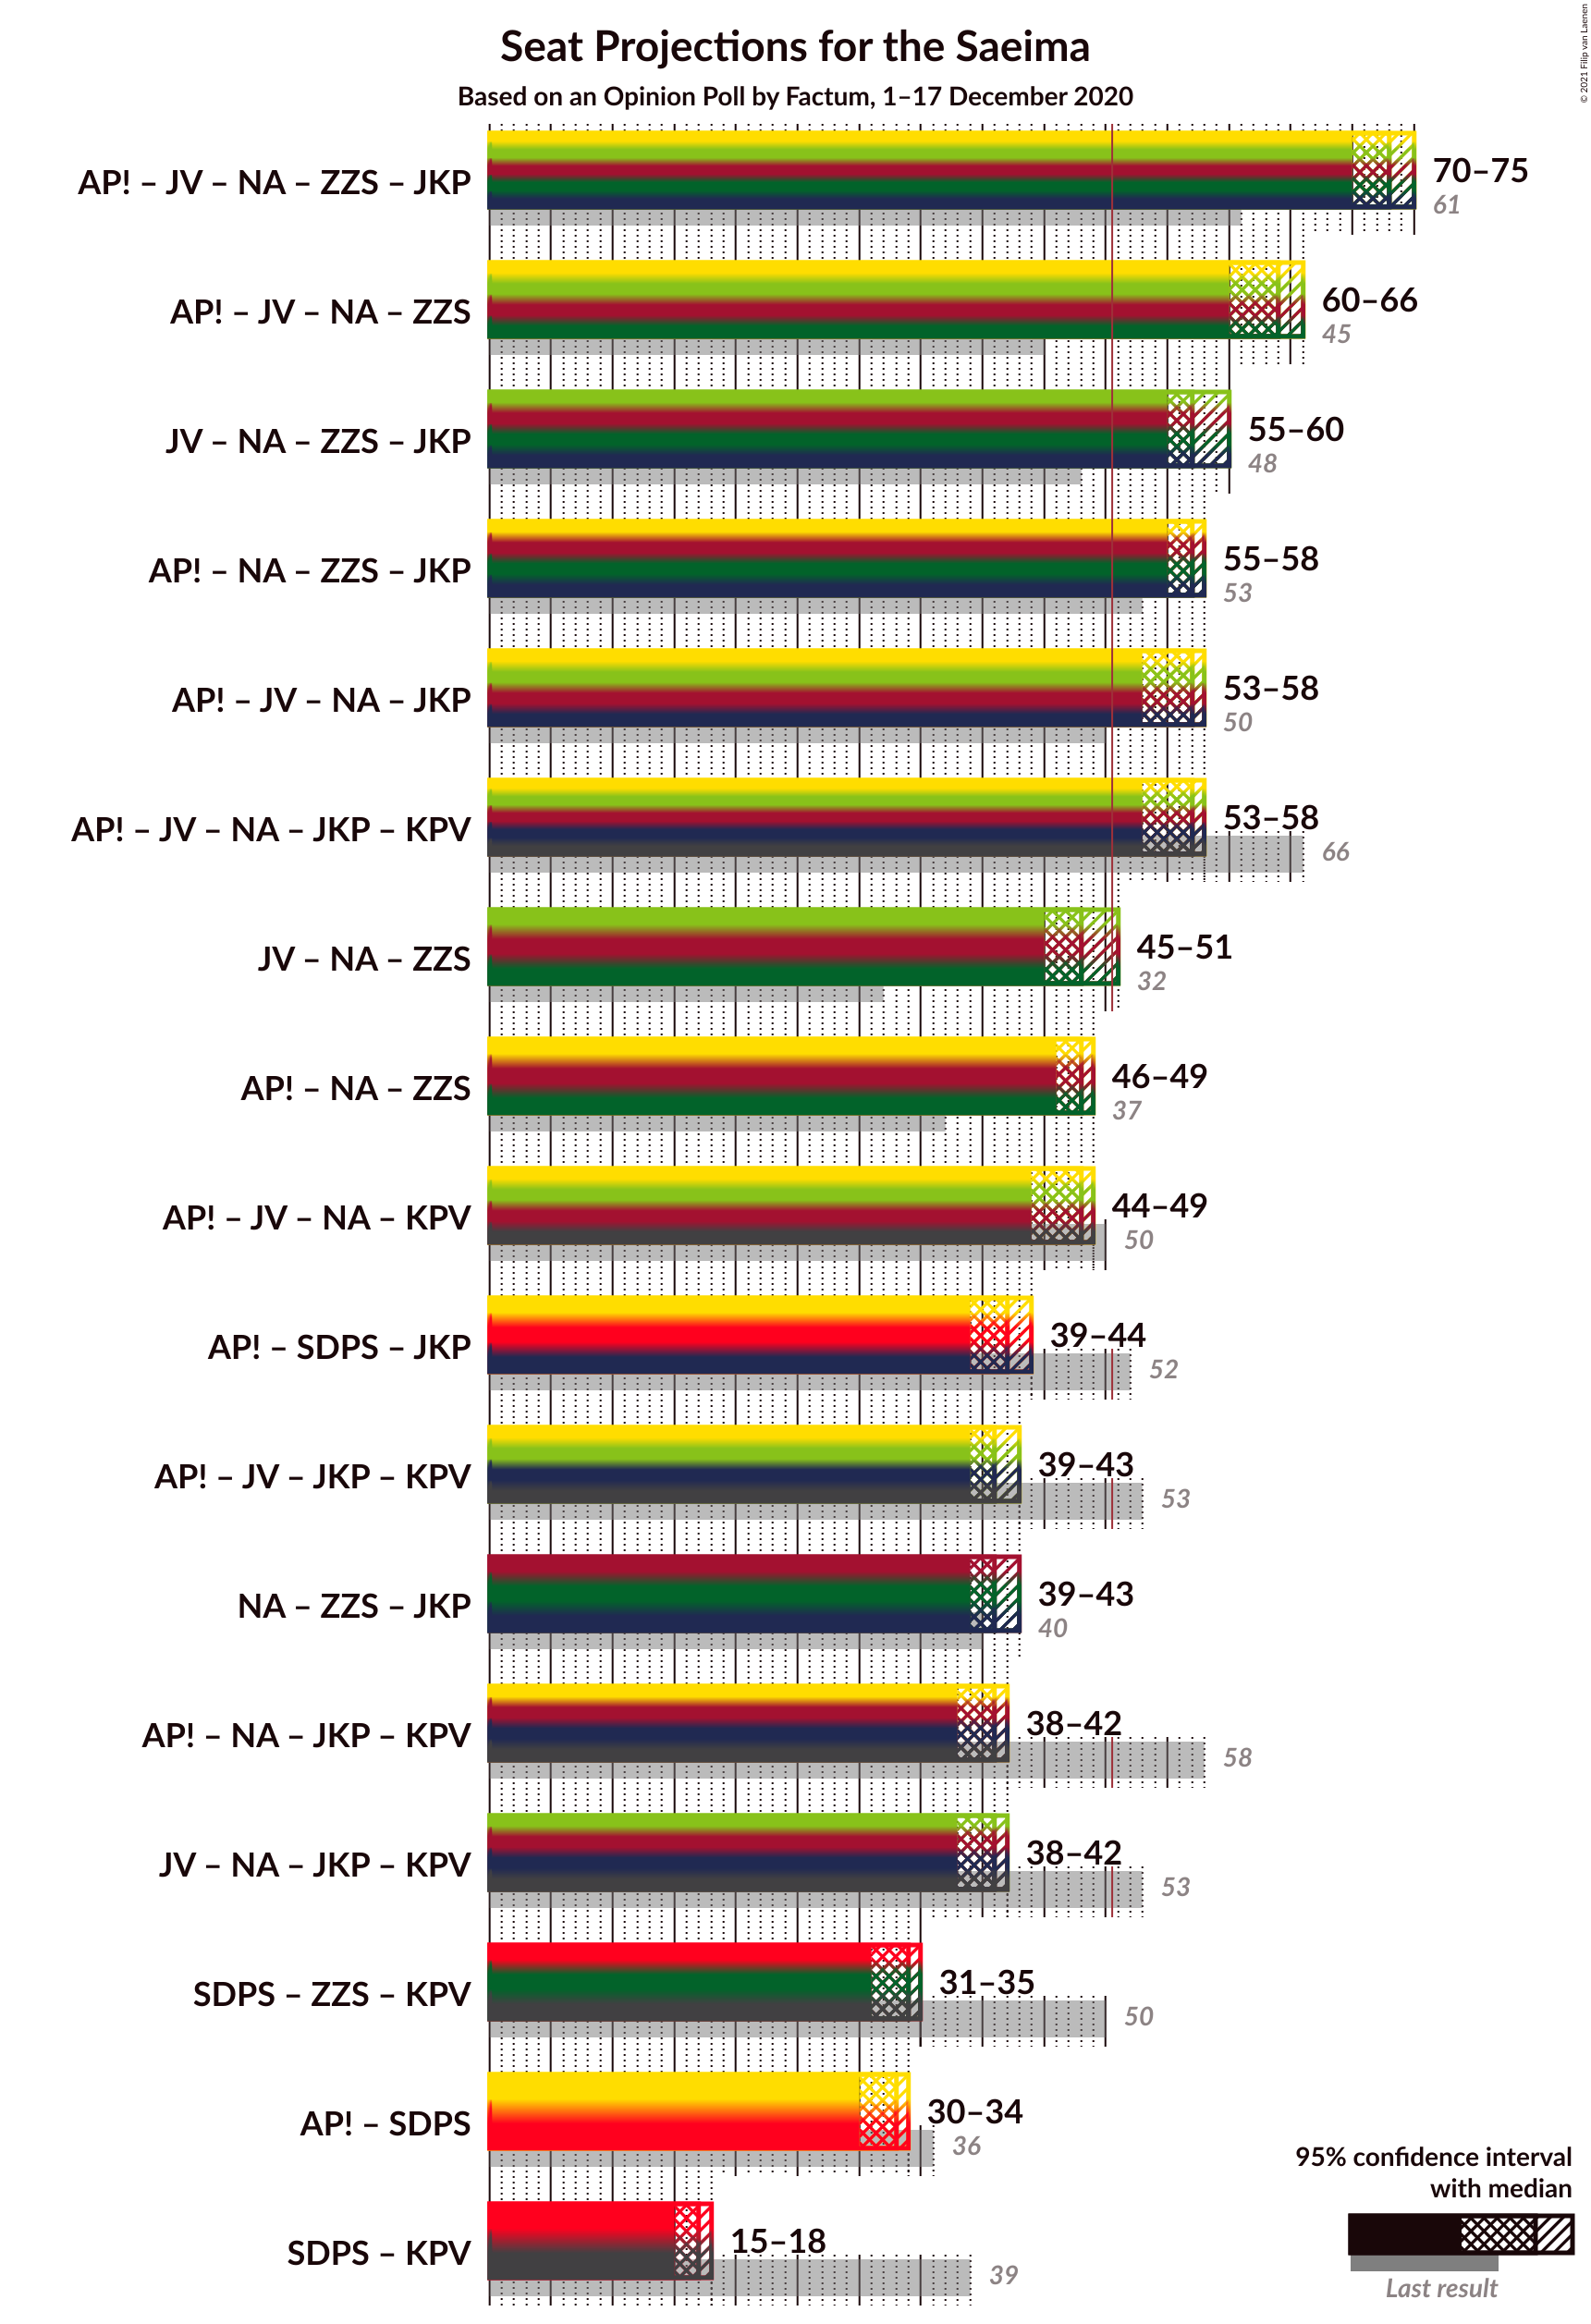 Seat Projections for the Saeima
Based on an Opinion Poll by Factum, 1–17 December 2020
© 2021 Filip van Laenen
AP! – JV – NA – ZZS – JKP
70–75
61
AP! – JV – NA – ZZS
60–66
45
JV – NA – ZZS – JKP
55–60
48
AP! – NA – ZZS – JKP
55–58
53
AP! – JV – NA – JKP
53–58
50
AP! – JV – NA – JKP – KPV
53–58
66
JV – NA – ZZS
45–51
32
AP! – NA – ZZS
46–49
37
AP! – JV – NA – KPV
44–49
50
AP! – SDPS – JKP
39–44
52
AP! – JV – JKP – KPV
39–43
53
NA – ZZS – JKP
39–43
40
AP! – NA – JKP – KPV
38–42
58
JV – NA – JKP – KPV
38–42
53
SDPS – ZZS – KPV
31–35
50
AP! – SDPS
30–34
36
SDPS – KPV
15–18
39
95% confidence interval
with median
Last result